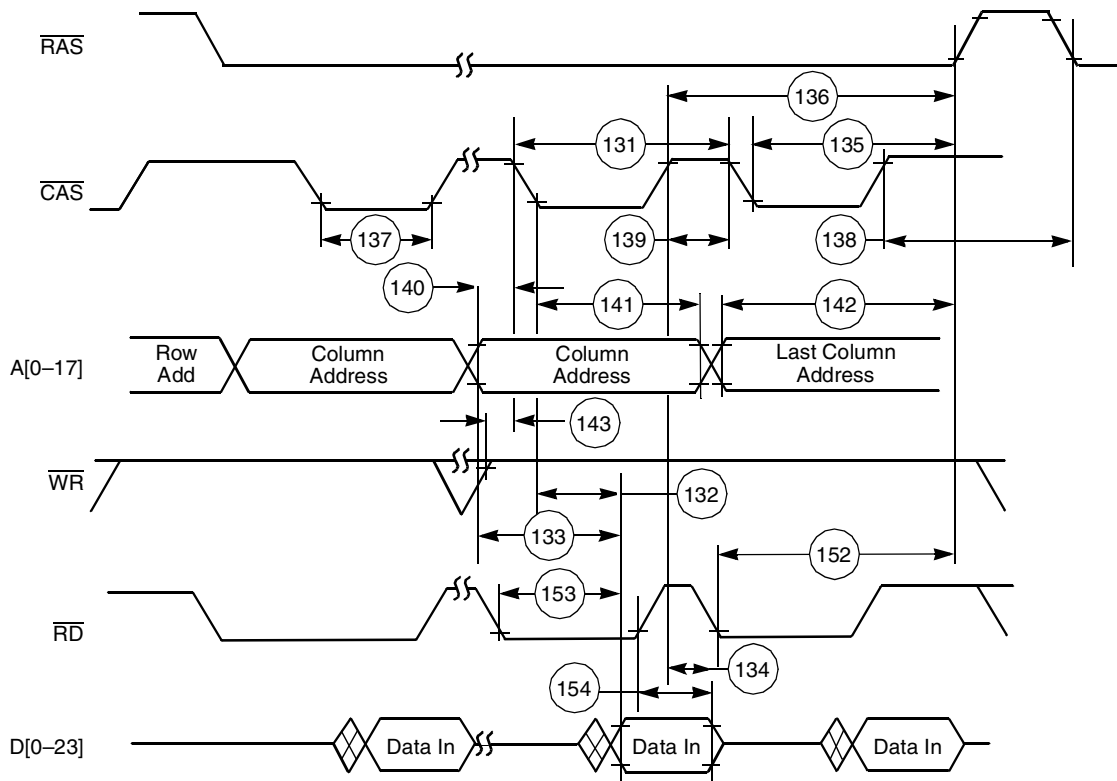 RAS
136
131
135
CAS
137
139
138
140
141
142
A[0–17]
Row
Add
Column
Address
Column
Address
Last Column
Address
143
WR
132
133
152
153
RD
134
154
D[0–23]
Data In
Data In
Data In